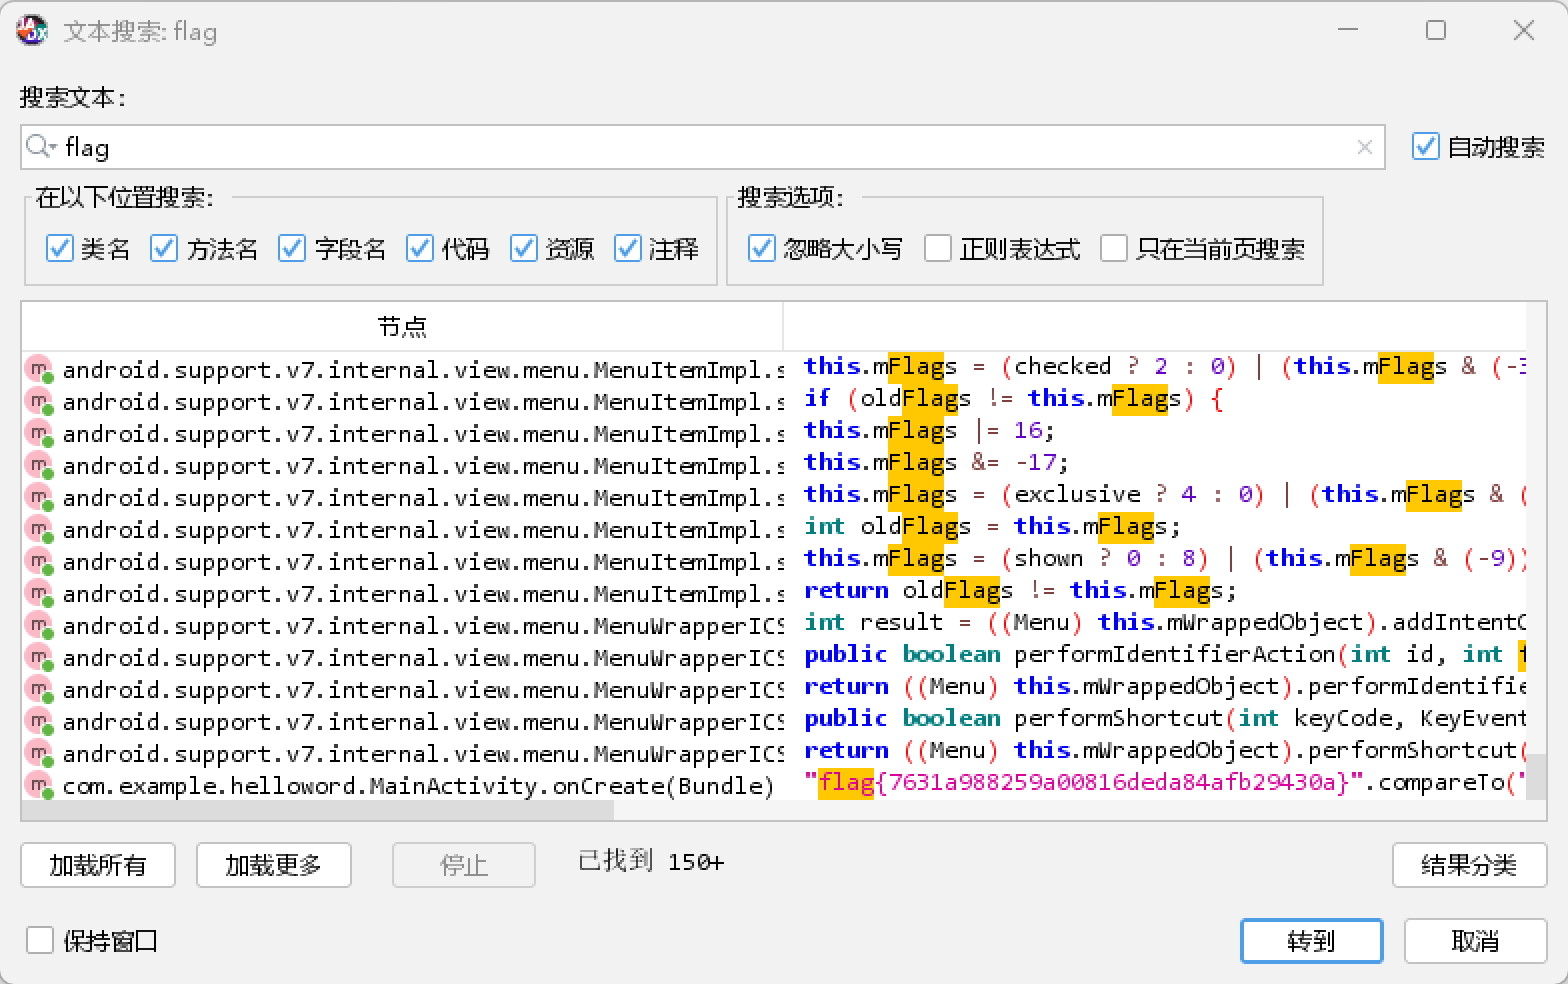 文本搜索: flag
搜索文本:
flag
自动搜索
在以下位置搜索:
搜索选项:
类名 方法名 字段名 代码 资源 注释
忽略大小写 正则表达式 只在当前页搜索
节点
android.support.v7.internal.view.menu.MenuItemImpl.s this.mFlags = (checked ? 2 : 0) | (this.mFlags & (-3
android.support.v7.internal.view.menu.MenuItemImpl.s if (oldFlags != this.mFlags) {
android.support.v7.internal.view.menu.MenuItemImpl.s this.mFlags |= 16;
android.support.v7.internal.view.menu.MenuItemImpl.s this.mFlags &= -17;
android.support.v7.internal.view.menu.MenuItemImpl.s this.mFlags = (exclusive ? 4 : 0) | (this.mFlags & (
android.support.v7.internal.view.menu.MenuItemImpl.s int oldFlags = this.mFlags;
android.support.v7.internal.view.menu.MenuItemImpl.s this.mFlags = (shown ? 0 : 8) | (this.mFlags & (-9))
android.support.v7.internal.view.menu.MenuItemImpl.s return oldFlags != this.mFlags;
android.support.v7.internal.view.menu.MenuWrapperICS int result = ((Menu) this.mWrappedObject).addIntentO
android.support.v7.internal.view.menu.MenuWrapperICS public boolean performIdentifierAction(int id, int f
android.support.v7.internal.view.menu.MenuWrapperICS return ((Menu) this.mWrappedObject).performIdentifie
android.support.v7.internal.view.menu.MenuWrapperICS public boolean performShortcut(int keyCode, KeyEvent
android.support.v7.internal.view.menu.MenuWrapperICS return ((Menu) this.mWrappedObject).performShortcut(
com.example.helloword.MainActivity.onCreate(Bundle) "flag{7631a988259a00816deda84afb29430a}".compareTo("
加载所有 加载更多 停止 已找到 150+ 结果分类
保持窗口 转到 取消